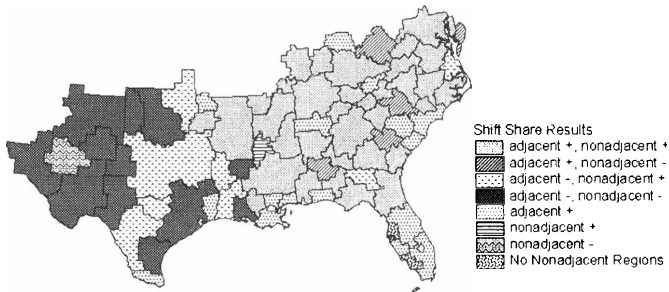 Shift Share Results
adjacent +, nonadjacent +
adjacent +, nonadjacent -
adjacent -, nonadjacent +
adjacent -, nonadjacent -
adjacent +
nonadjacent +
nonadjacent -
No Nonadjacent Regions